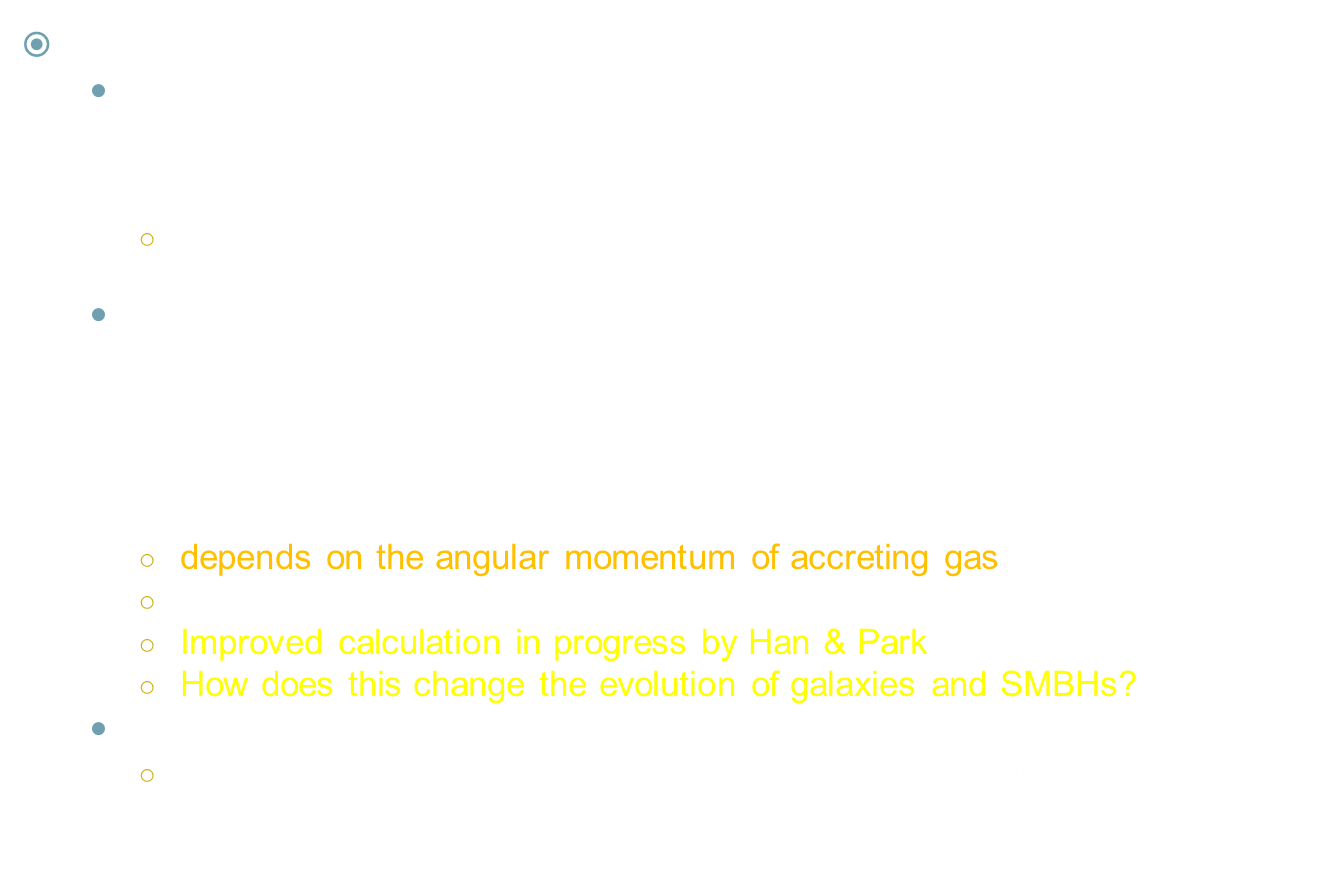 depends on the angular momentum of accreting gas
Improved calculation in progress by Han & Park
How does this change the evolution of galaxies and SMBHs?